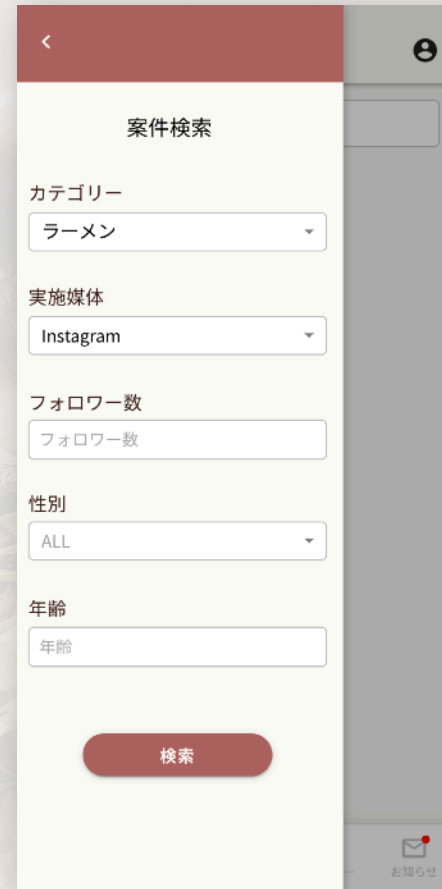 案件検索
カテゴリー
ラーメン
実施媒体
Instagram
フォロワー数
フォロワー数
性別
ALL
年齢
年齢
検索
お知らせ